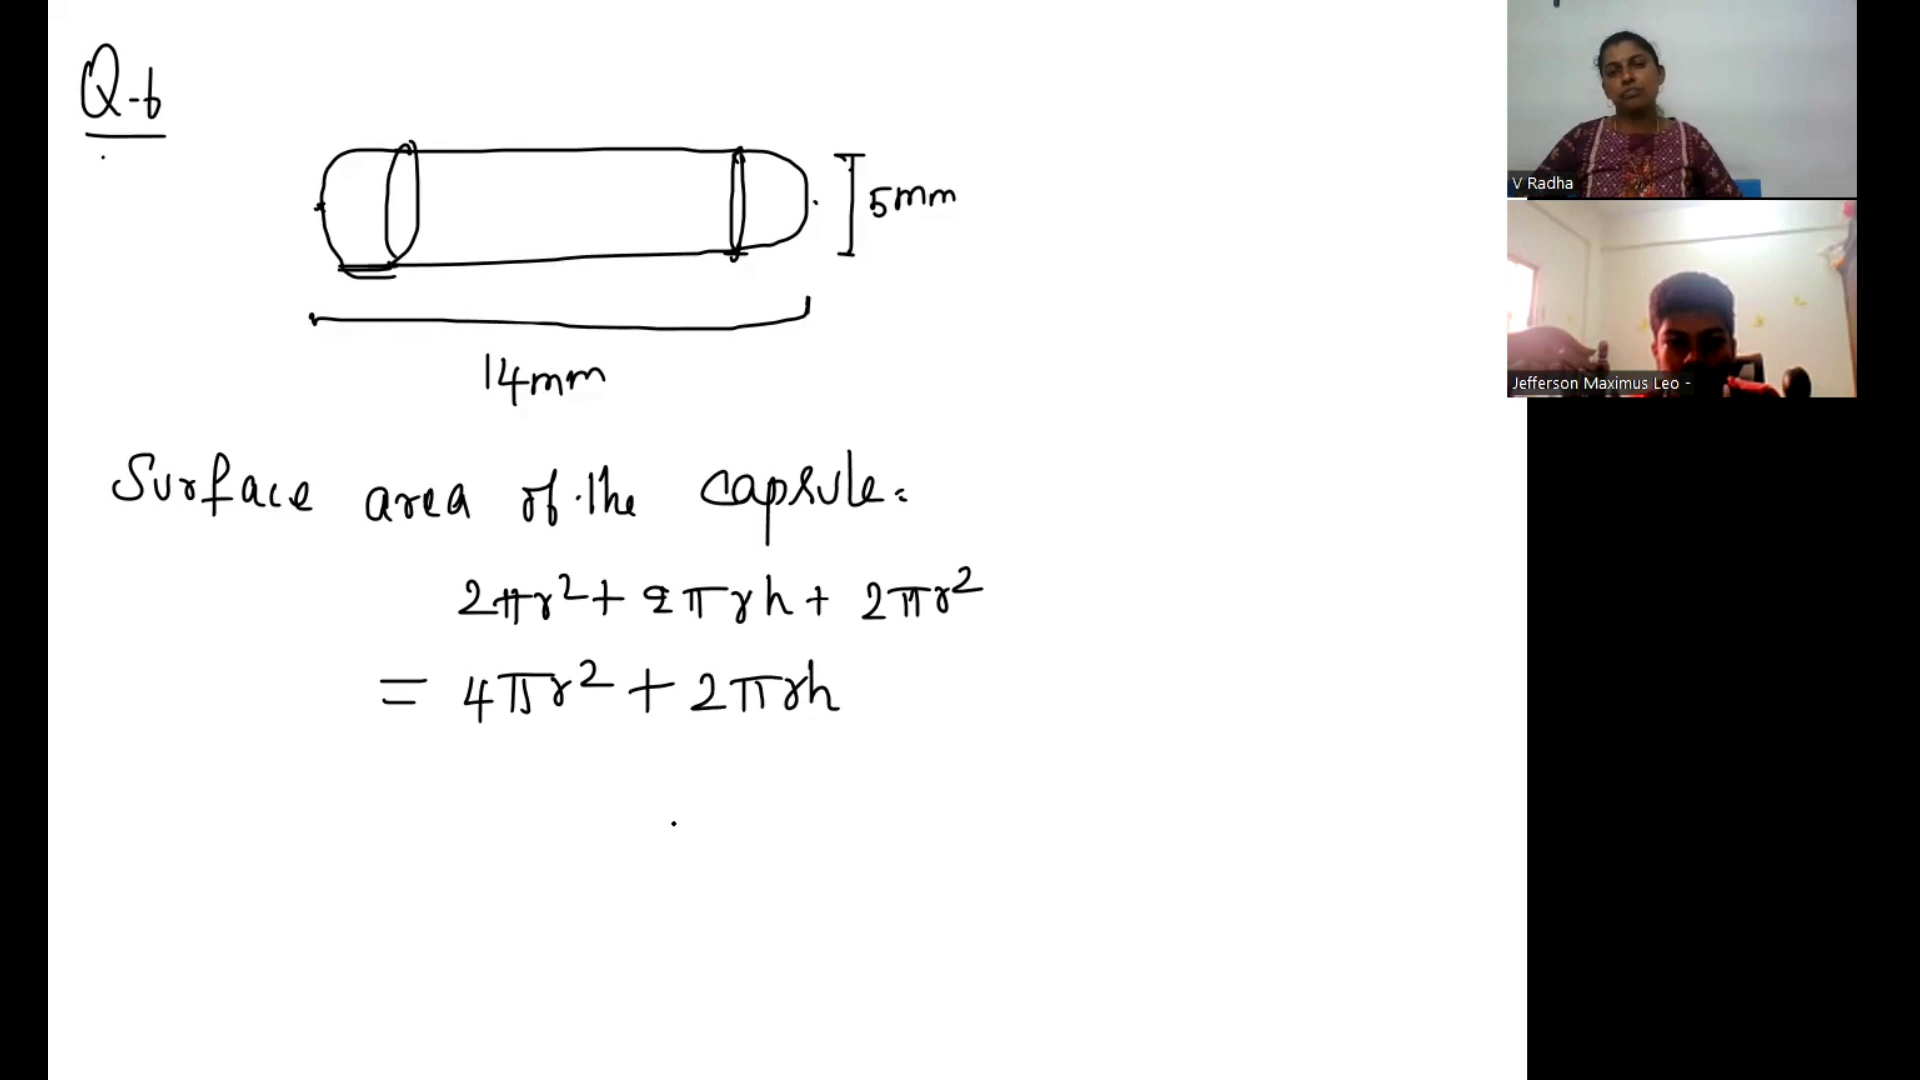 Q-6
5mm
14mm
Surface area of the capsule =
2πr² + 2πrh + 2πr²
= 4πr² + 2πrh
V Radha
Jefferson Maximus Leo -